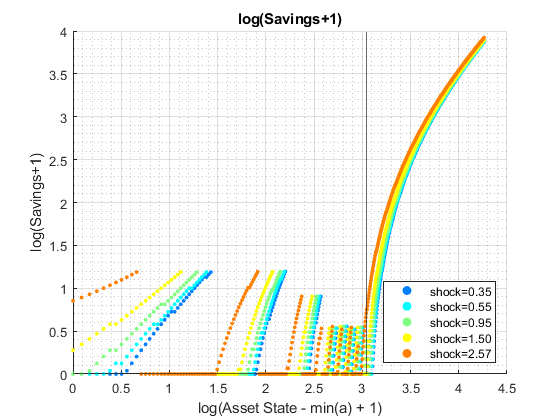 log(Savings+1)
4
3.5
3
2.5
2
1.5
1
0.5
0
log(Savings+1)
shock=0.35
shock=0.55
shock=0.95
shock=1.50
shock=2.57
0 0.5 1 1.5 2 2.5 3 3.5 4 4.5
log(Asset State - min(a) + 1)